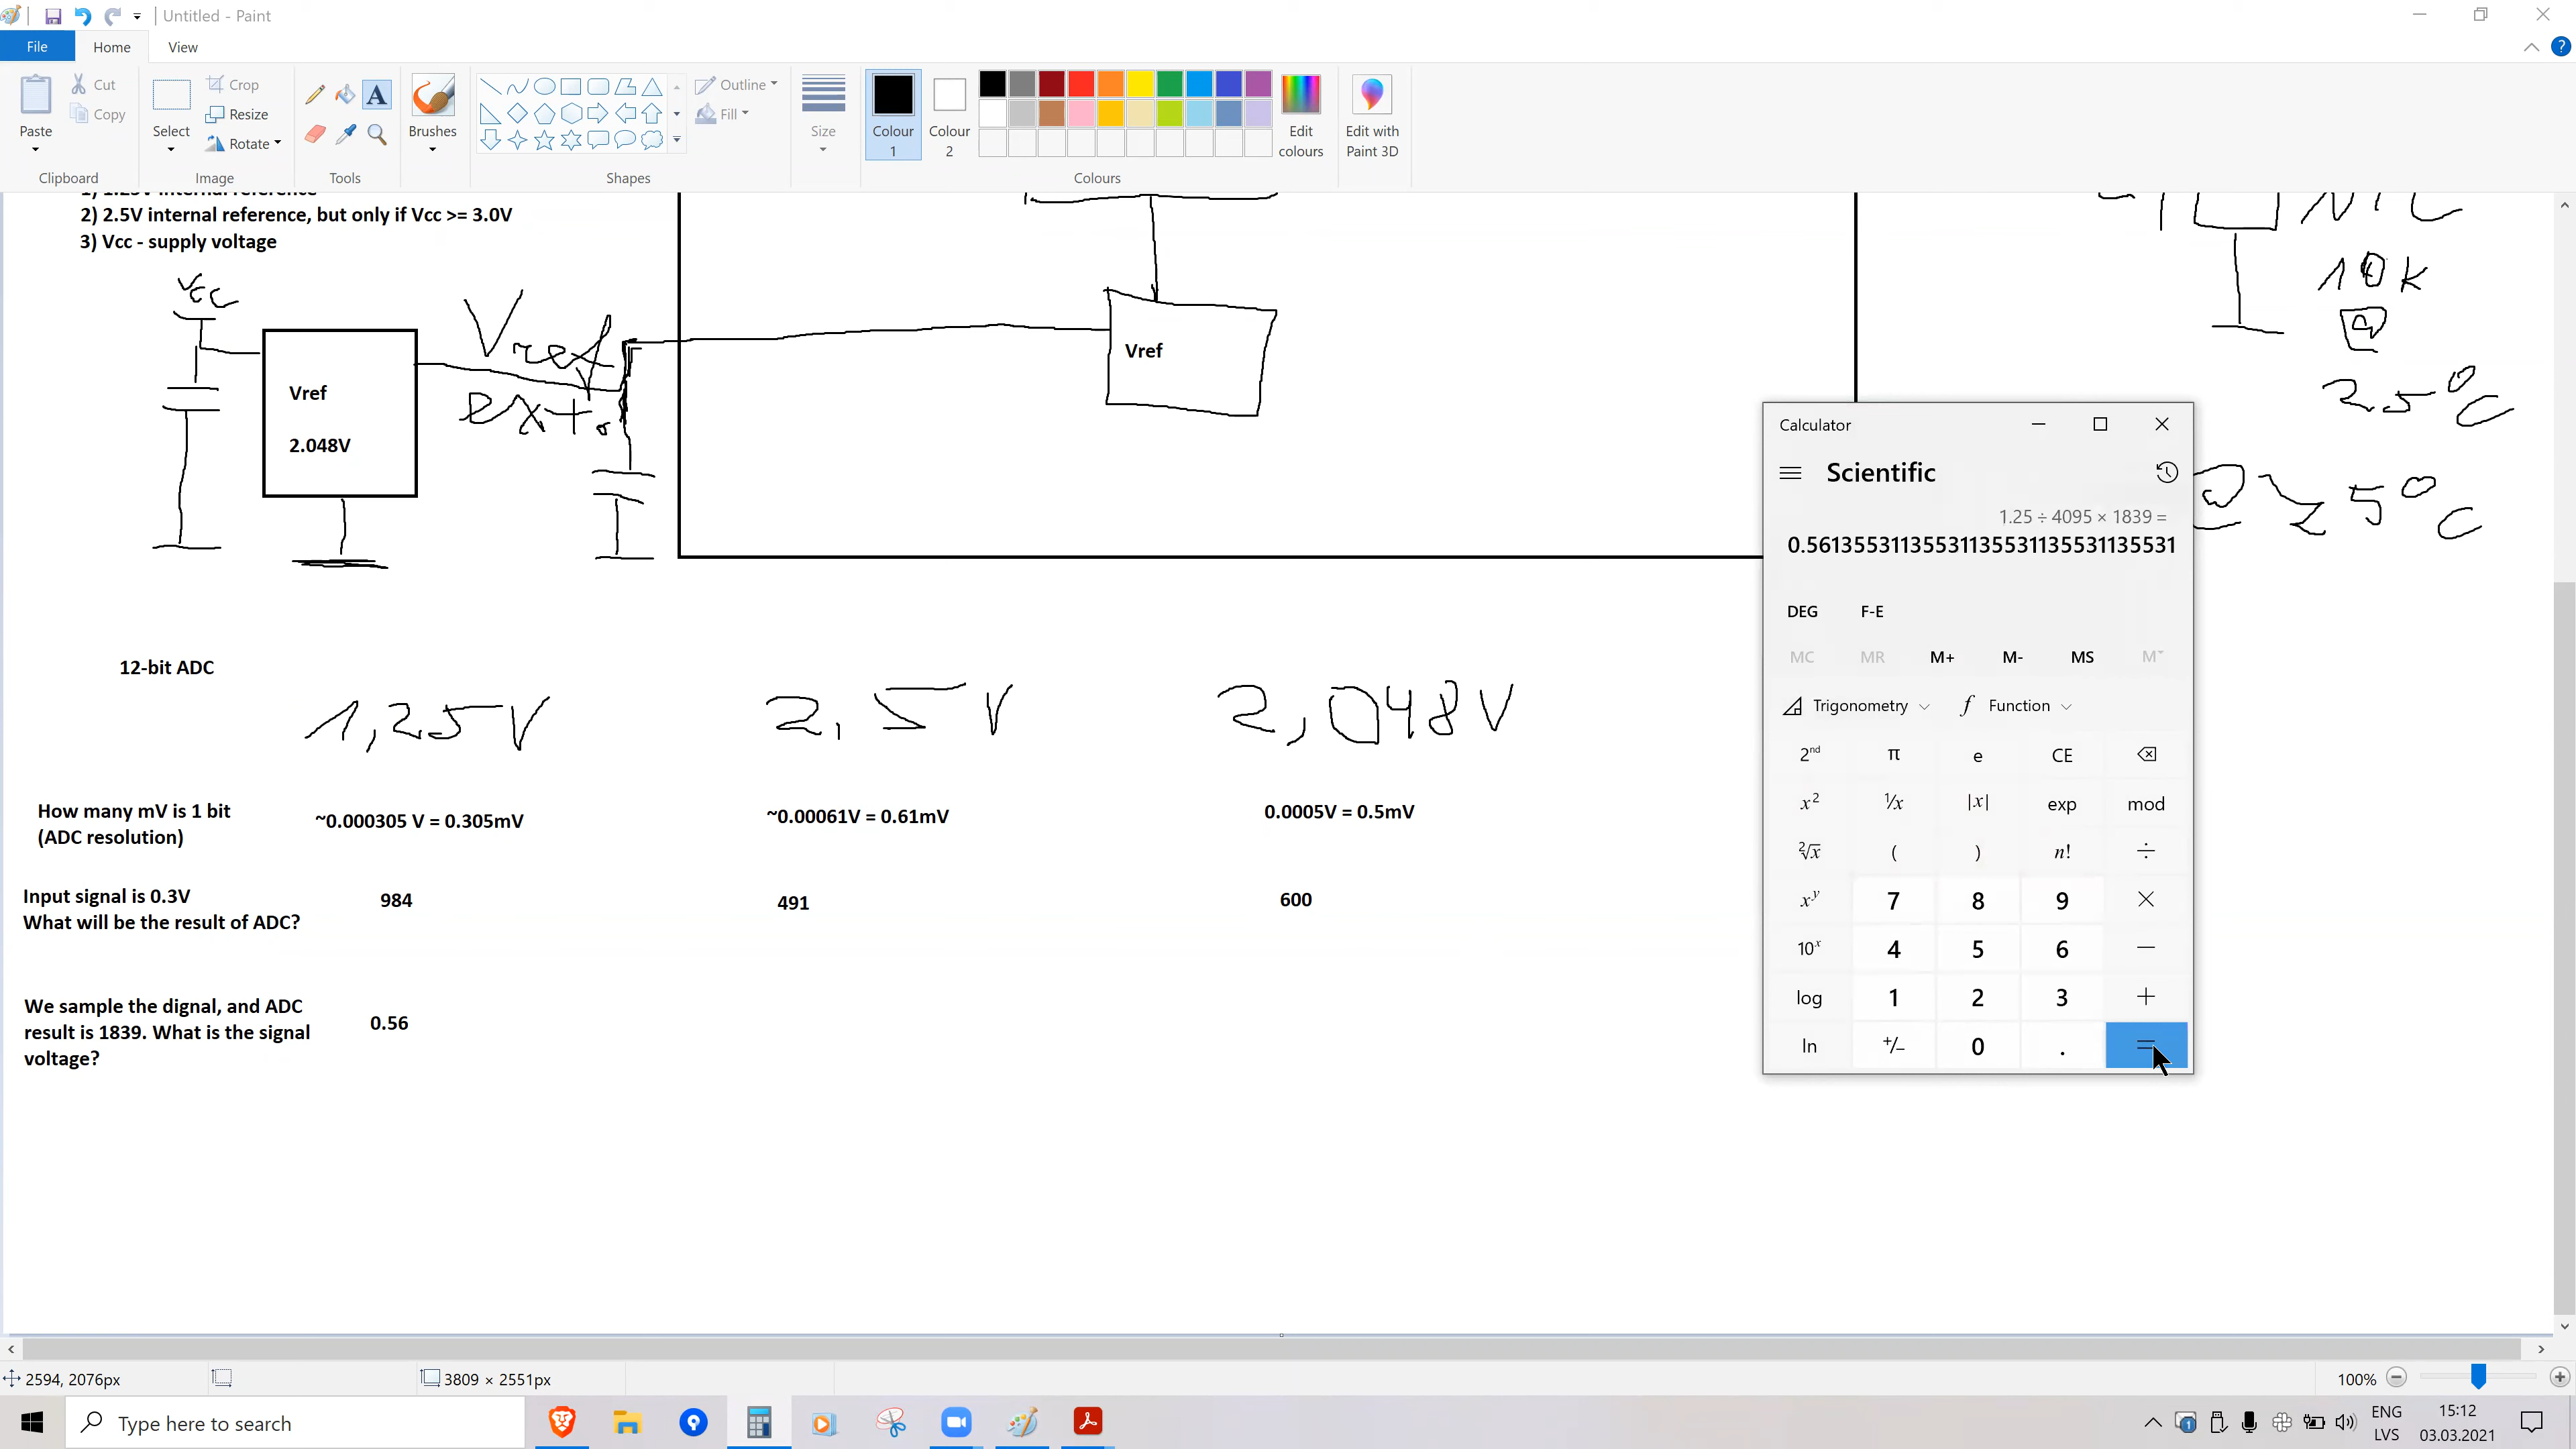 Untitled - Paint
File Home View
Paste
Cut
Copy
Clipboard
Select
Crop
Resize
Rotate
Image
Tools
Brushes
Shapes
Outline
Fill
Size
Colour 1
Colour 2
Edit colours
Edit with Paint 3D
Colours
1) 1.25V internal reference
2) 2.5V internal reference, but only if Vcc >= 3.0V
3) Vcc - supply voltage
Vcc
Vref
2.048V
Vref
ext.
Vref
NTC
10k
@
25°C
@25°C
12-bit ADC
1,25V
2,5V
2,048V
How many mV is 1 bit
(ADC resolution)
~0.000305 V = 0.305mV
~0.00061V = 0.61mV
0.0005V = 0.5mV
Input signal is 0.3V
What will be the result of ADC?
984
491
600
We sample the dignal, and ADC
result is 1839. What is the signal
voltage?
0.56
Calculator
Scientific
1.25 ÷ 4095 × 1839 =
0.56135531135531135531135531135531
DEG F-E
MC MR M+ M- MS M˅
Trigonometry f Function
2nd π e CE
x² ¹/x |x| exp mod
²√x ( ) n! ÷
xʸ 7 8 9 ×
10ˣ 4 5 6 −
log 1 2 3 +
ln +/− 0 . =
2594, 2076px
3809 × 2551px
100%
Type here to search
ENG
LVS
15:12
03.03.2021